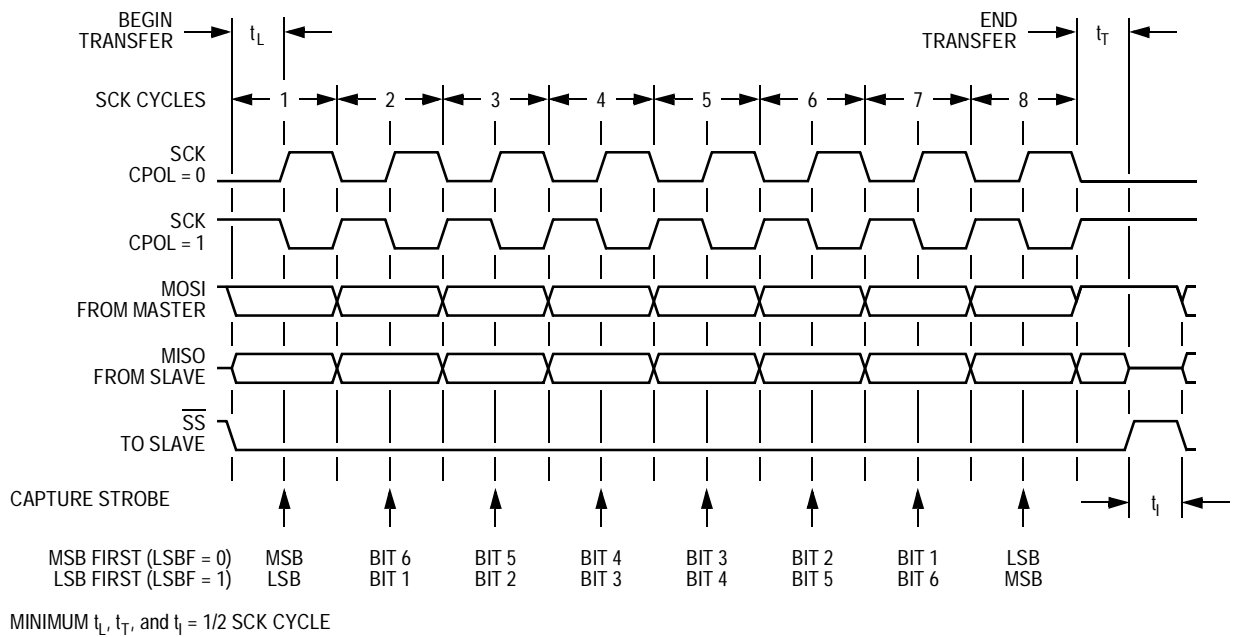 BEGIN
TRANSFER
tL
END
TRANSFER
tT
SCK CYCLES 1 2 3 4 5 6 7 8
SCK
CPOL = 0
SCK
CPOL = 1
MOSI
FROM MASTER
MISO
FROM SLAVE
SS
TO SLAVE
CAPTURE STROBE
tI
MSB FIRST (LSBF = 0) MSB BIT 6 BIT 5 BIT 4 BIT 3 BIT 2 BIT 1 LSB
LSB FIRST (LSBF = 1) LSB BIT 1 BIT 2 BIT 3 BIT 4 BIT 5 BIT 6 MSB
MINIMUM tL, tT, and tI = 1/2 SCK CYCLE